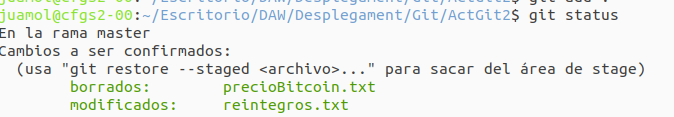 juamol@cfgs2-00:~/Escritorio/DAW/Desplegament/Git/ActGit2$ git status
En la rama master
Cambios a ser confirmados:
  (usa "git restore --staged <archivo>..." para sacar del área de stage)
        borrados:        precioBitcoin.txt
        modificados:     reintegros.txt